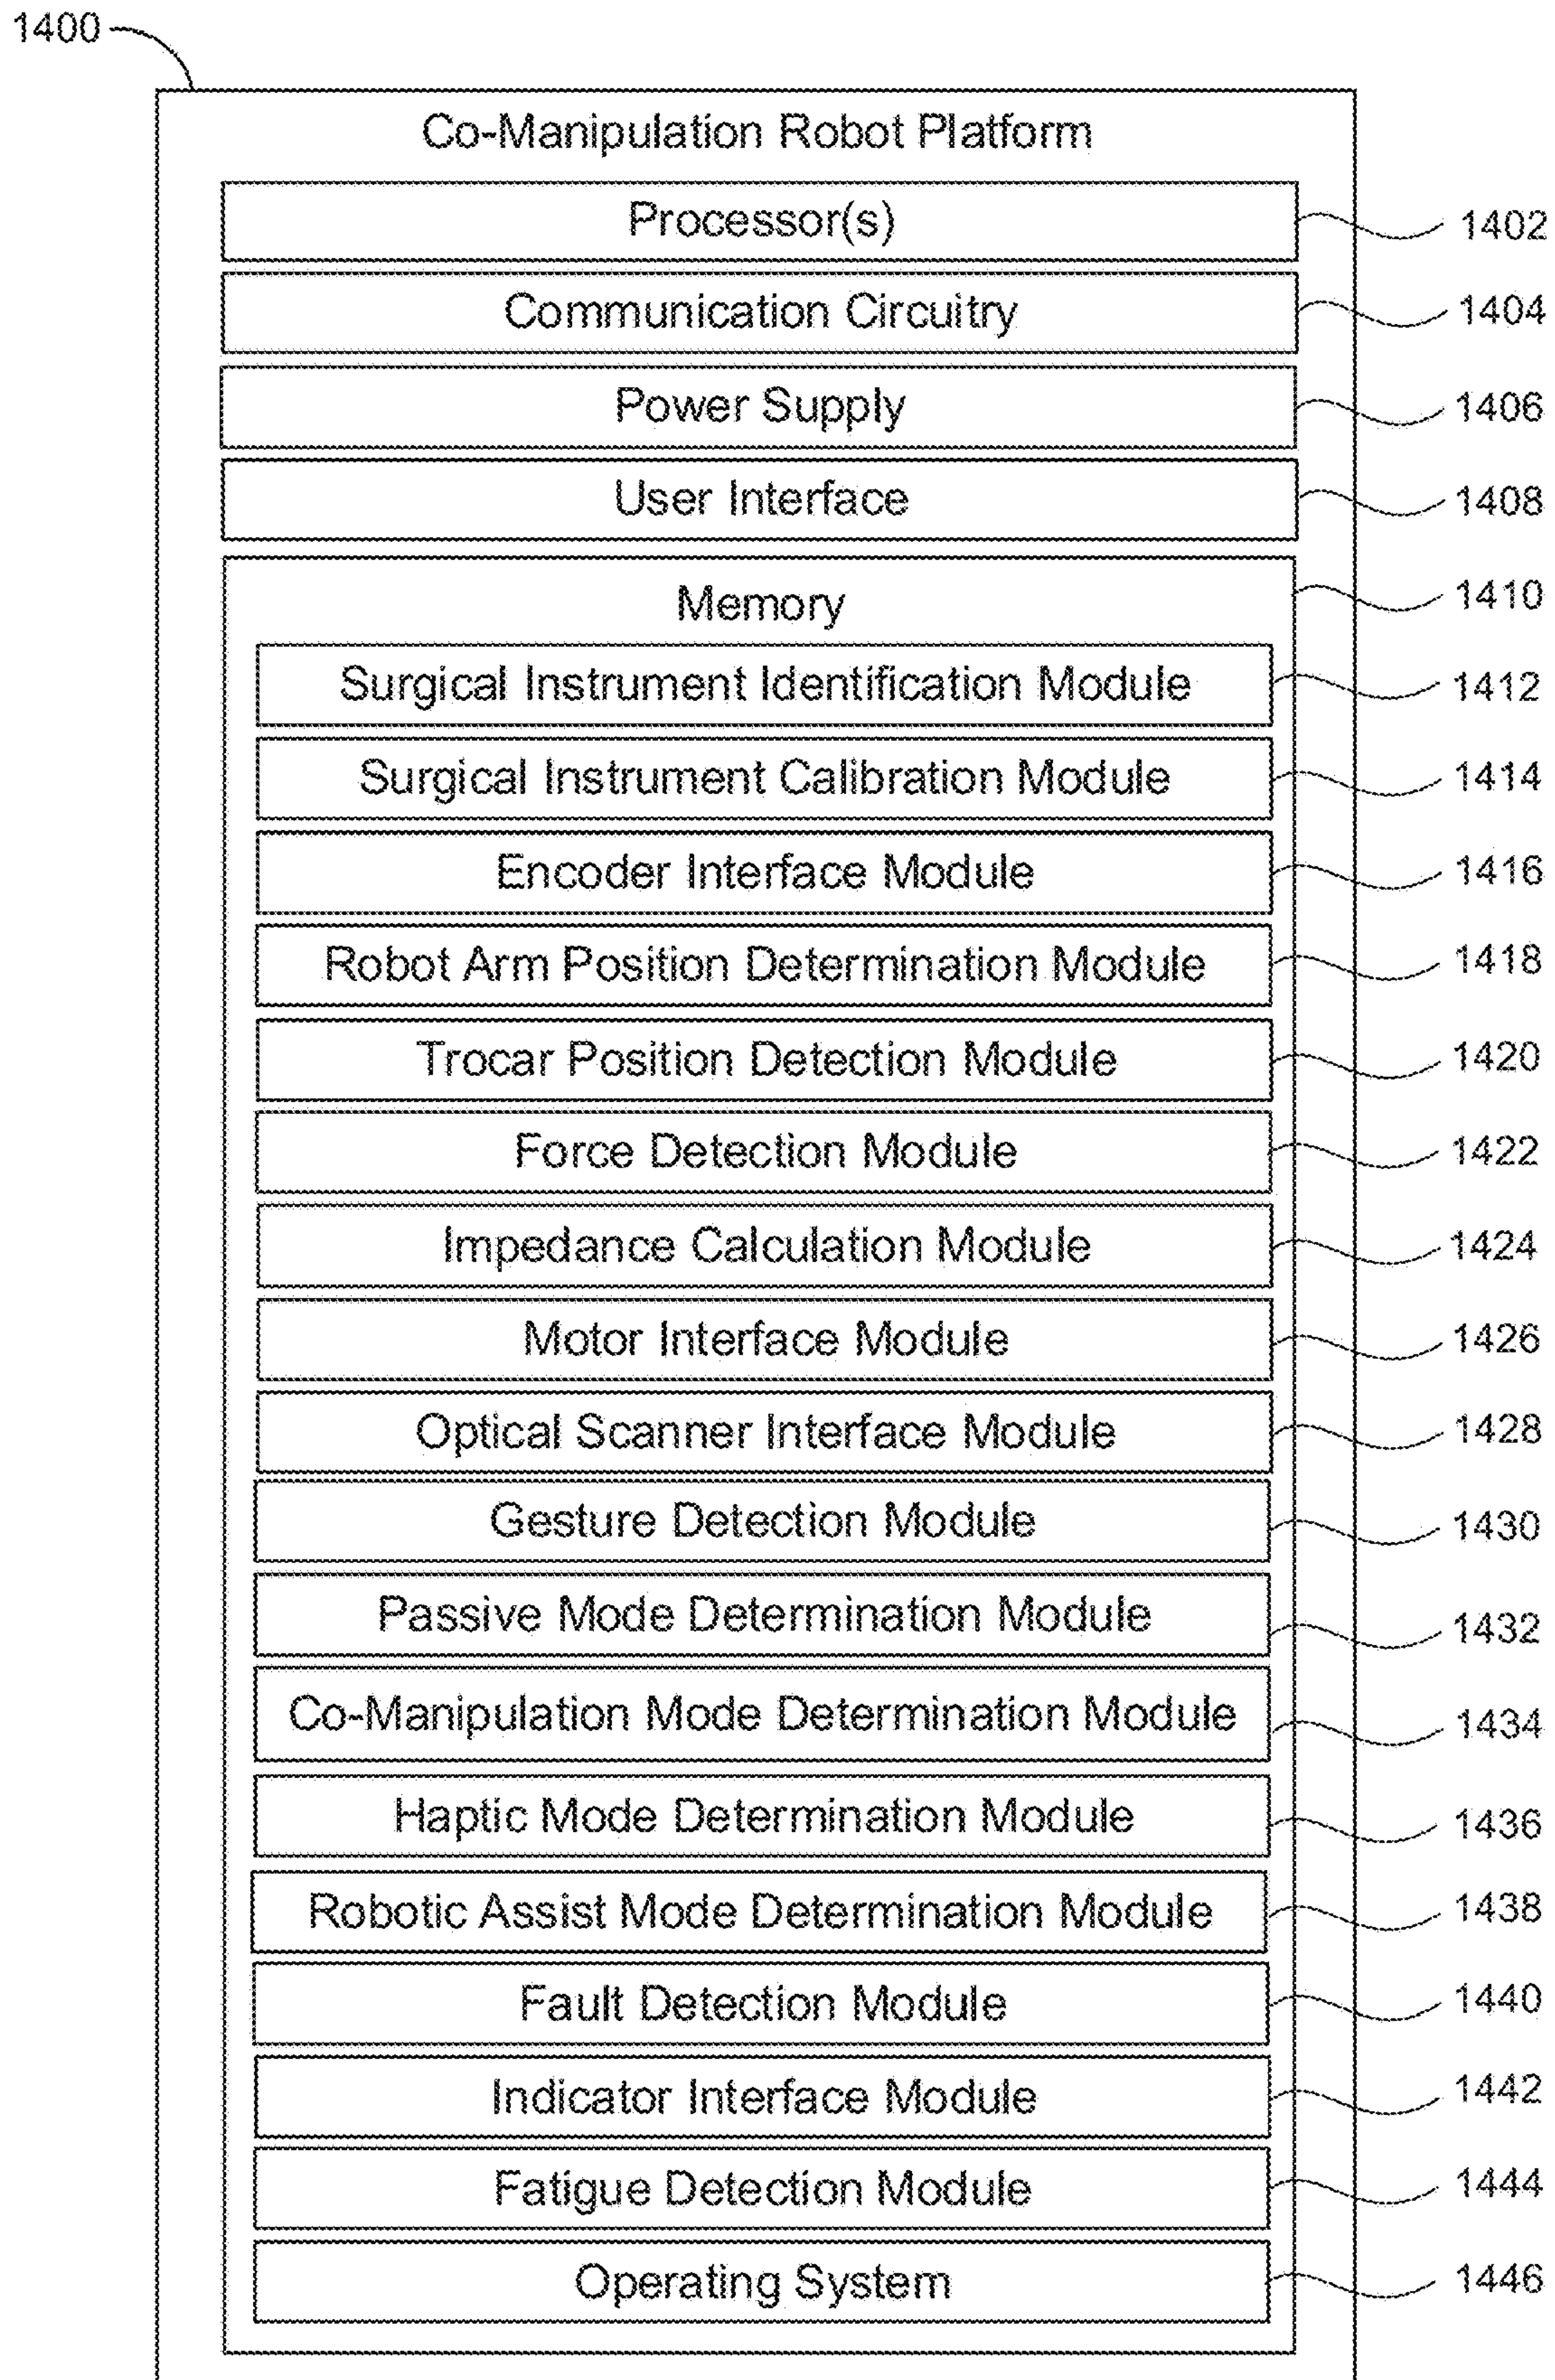 1400
Co-Manipulation Robot Platform
Processor(s) 1402
Communication Circuitry 1404
Power Supply 1406
User Interface 1408
Memory 1410
Surgical Instrument Identification Module 1412
Surgical Instrument Calibration Module 1414
Encoder Interface Module 1416
Robot Arm Position Determination Module 1418
Trocar Position Detection Module 1420
Force Detection Module 1422
Impedance Calculation Module 1424
Motor Interface Module 1426
Optical Scanner Interface Module 1428
Gesture Detection Module 1430
Passive Mode Determination Module 1432
Co-Manipulation Mode Determination Module 1434
Haptic Mode Determination Module 1436
Robotic Assist Mode Determination Module 1438
Fault Detection Module 1440
Indicator Interface Module 1442
Fatigue Detection Module 1444
Operating System 1446